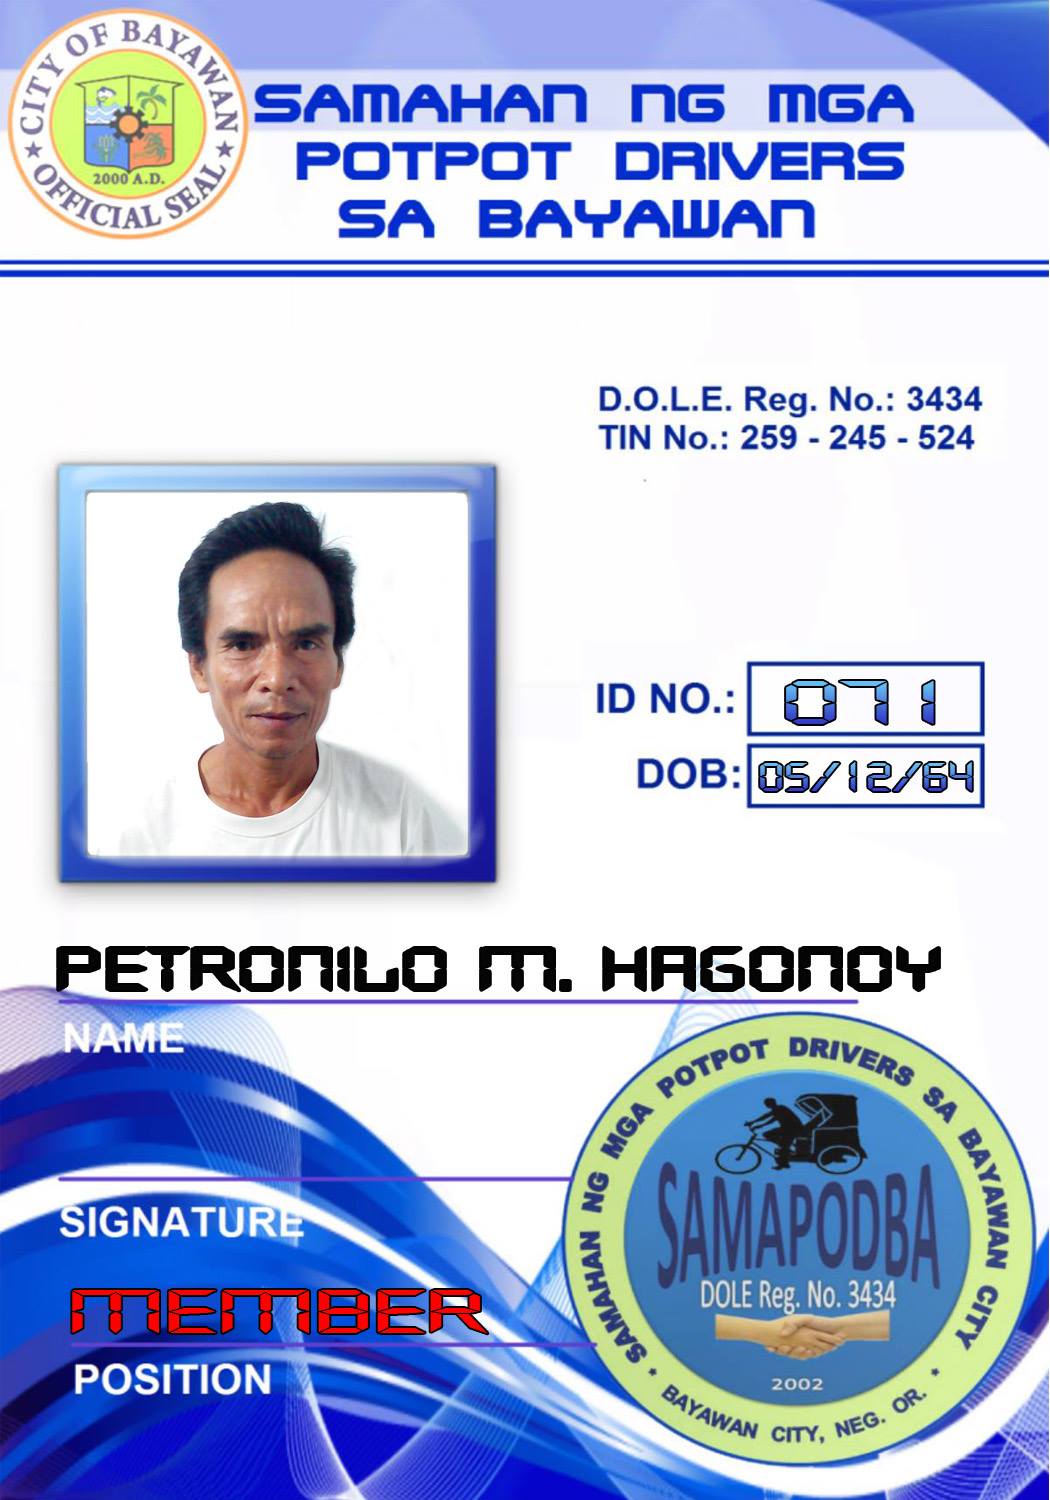 CITY OF BAYAWAN
2000 A.D.
★ OFFICIAL SEAL ★
SAMAHAN NG MGA
POTPOT DRIVERS
SA BAYAWAN
D.O.L.E. Reg. No.: 3434
TIN No.: 259 - 245 - 524
ID NO.: 071
DOB: 05/12/64
PETRONILO M. HAGONOY
NAME
SIGNATURE
MEMBER
POSITION
SAMAHAN NG MGA POTPOT DRIVERS SA BAYAWAN CITY
SAMAPODBA
DOLE Reg. No. 3434
2002
* BAYAWAN CITY, NEG. OR. *